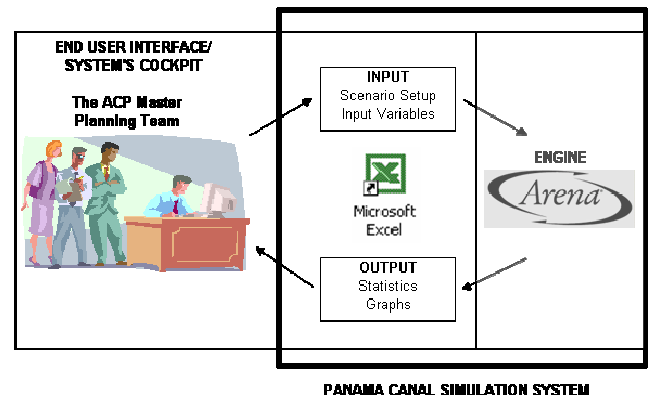 END USER INTERFACE/
SYSTEM'S COCKPIT
The ACP Master
Planning Team
INPUT
Scenario Setup
Input Variables
Microsoft
Excel
OUTPUT
Statistics
Graphs
ENGINE
Arena
PANAMA CANAL SIMULATION SYSTEM